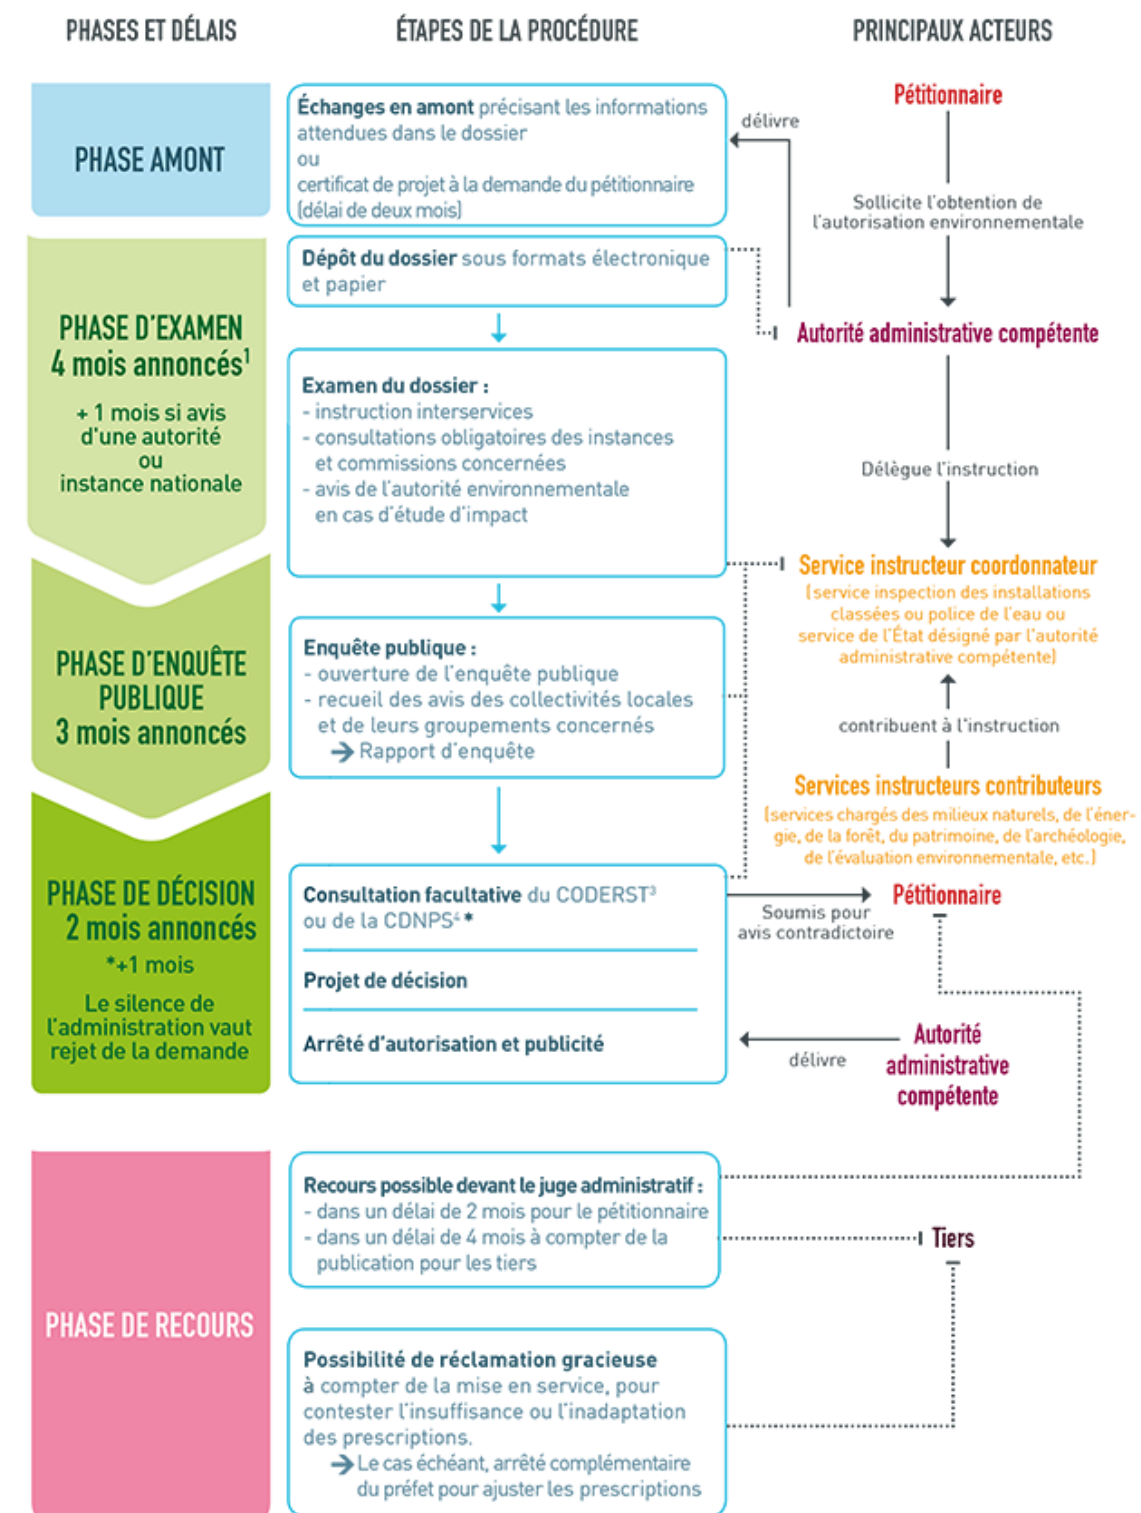 PHASES ET DÉLAIS
ÉTAPES DE LA PROCÉDURE
PRINCIPAUX ACTEURS
PHASE AMONT
Échanges en amont précisant les informations
attendues dans le dossier
ou
certificat de projet à la demande du pétitionnaire
(délai de deux mois)
délivre
Pétitionnaire
Sollicite l'obtention de
l'autorisation environnementale
PHASE D'EXAMEN
4 mois annoncés¹
+ 1 mois si avis
d'une autorité
ou
instance nationale
Dépôt du dossier sous formats électronique
et papier
Autorité administrative compétente
Examen du dossier :
- instruction interservices
- consultations obligatoires des instances
et commissions concernées
- avis de l'autorité environnementale
en cas d'étude d'impact
Délègue l'instruction
Service instructeur coordonnateur
(service inspection des installations
classées ou police de l'eau ou
service de l'État désigné par l'autorité
administrative compétente)
PHASE D'ENQUÊTE
PUBLIQUE
3 mois annoncés
Enquête publique :
- ouverture de l'enquête publique
- recueil des avis des collectivités locales
et de leurs groupements concernés
→ Rapport d'enquête
contribuent à l'instruction
Services instructeurs contributeurs
(services chargés des milieux naturels, de l'éner-
gie, de la forêt, du patrimoine, de l'archéologie,
de l'évaluation environnementale, etc.)
PHASE DE DÉCISION
2 mois annoncés
*+1 mois
Le silence de
l'administration vaut
rejet de la demande
Consultation facultative du CODERST³
ou de la CDNPS⁴ *
Projet de décision
Arrêté d'autorisation et publicité
Pétitionnaire
Soumis pour
avis contradictoire
délivre
Autorité
administrative
compétente
PHASE DE RECOURS
Recours possible devant le juge administratif :
- dans un délai de 2 mois pour le pétitionnaire
- dans un délai de 4 mois à compter de la
publication pour les tiers
Tiers
Possibilité de réclamation gracieuse
à compter de la mise en service, pour
contester l'insuffisance ou l'inadaptation
des prescriptions.
→ Le cas échéant, arrêté complémentaire
du préfet pour ajuster les prescriptions